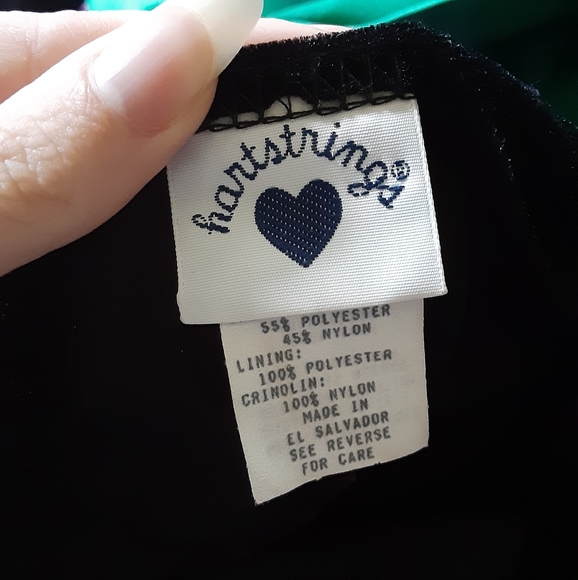 hartstrings®
55% POLYESTER
45% NYLON
LINING:
100% POLYESTER
CRINOLIN:
100% NYLON
MADE IN
EL SALVADOR
SEE REVERSE
FOR CARE